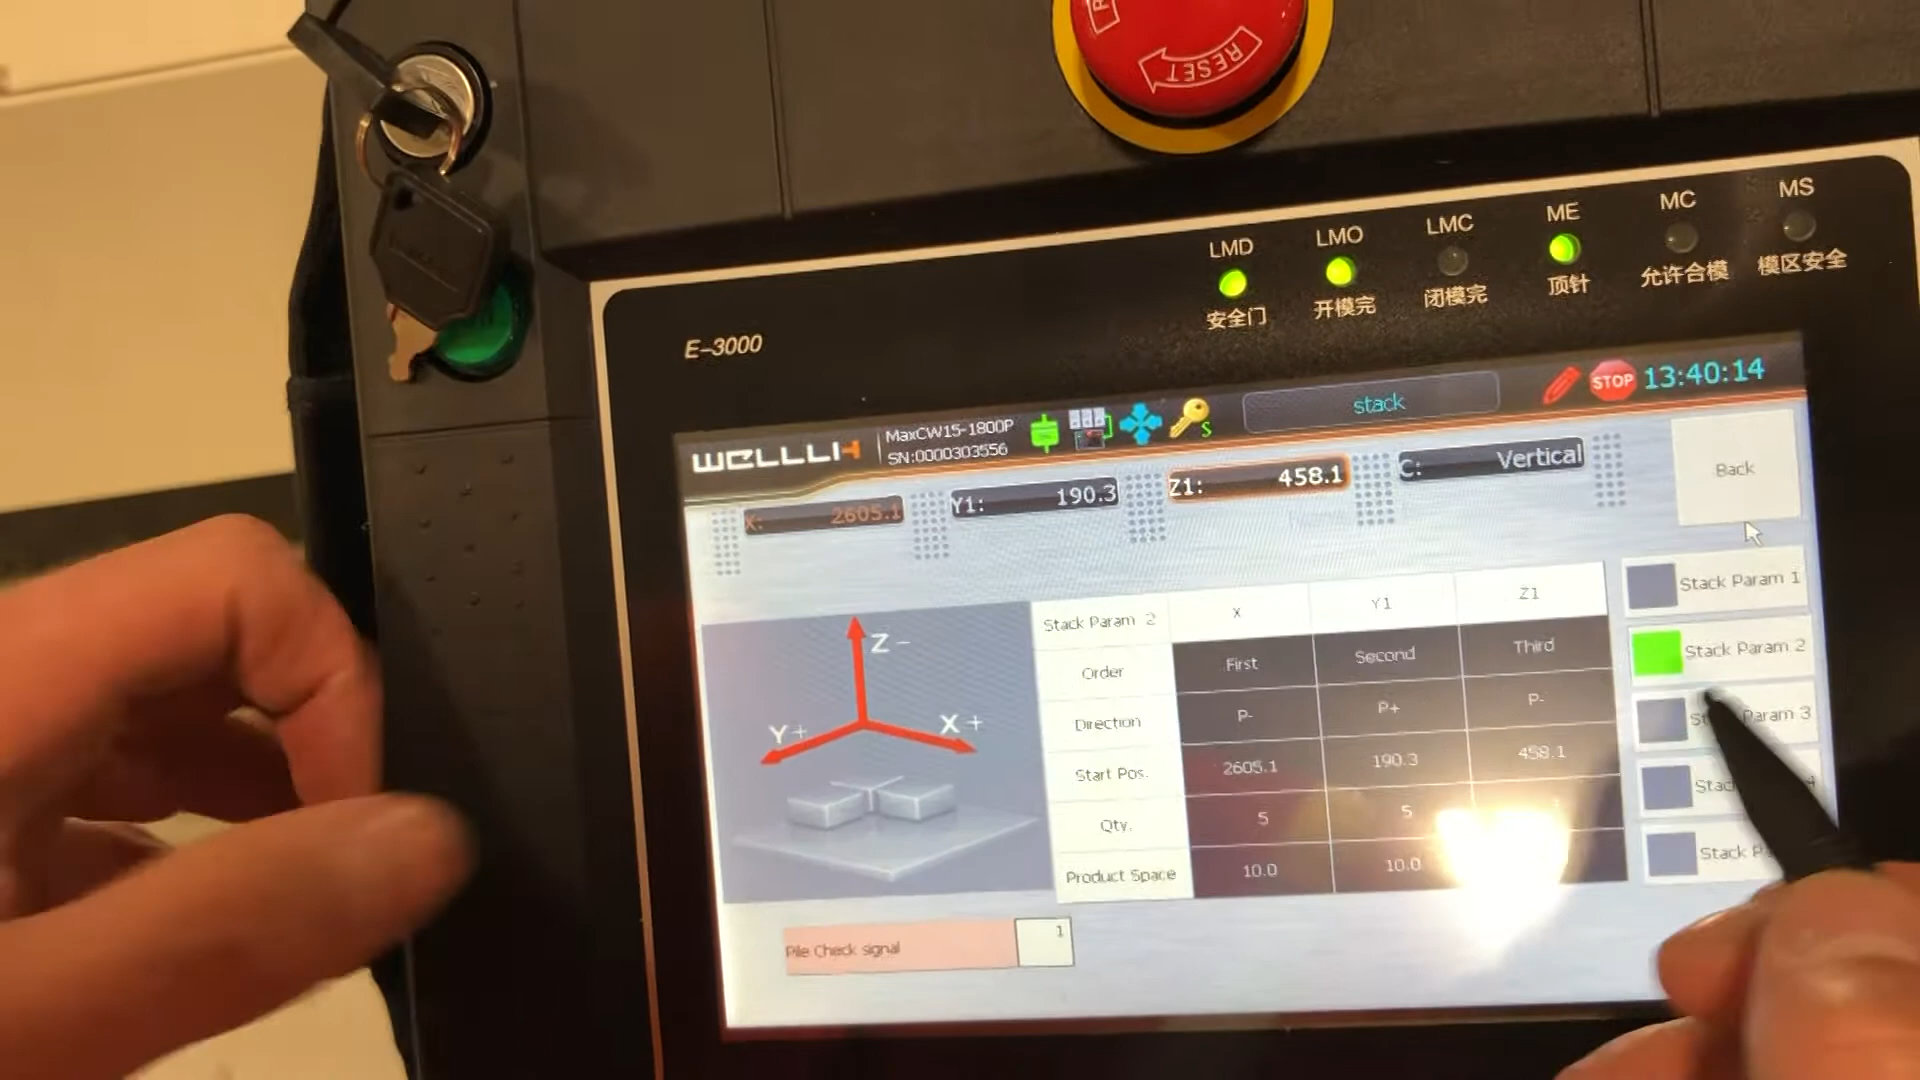 RESET
LMD LMO LMC ME MC MS
安全门 开模完 闭模完 顶针 允许合模 模区安全
E-3000
WELLLIH
MaxCW15-1800P
SN:0000303556
S
stack
STOP
13:40:14
X: 2605.1
Y1: 190.3
Z1: 458.1
C: Vertical
Back
Z -
Y +
X +
Stack Param 2 X Y1 Z1
Order First Second Third
Direction P- P+ P-
Start Pos. 2605.1 190.3 458.1
Qty. 5 5
Product Space 10.0 10.0
Stack Param 1
Stack Param 2
Param 3
4
Stack
Pile Check signal 1